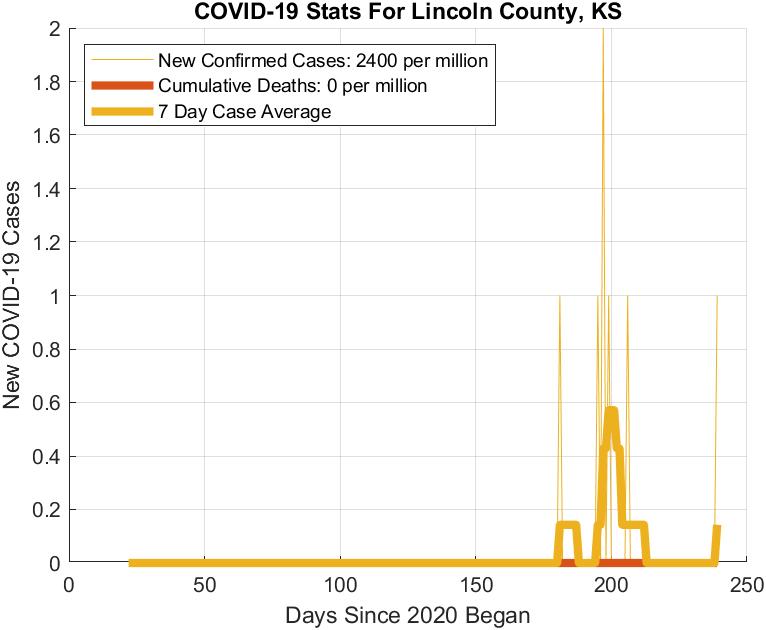 COVID-19 Stats For Lincoln County, KS
New Confirmed Cases: 2400 per million
Cumulative Deaths: 0 per million
7 Day Case Average
New COVID-19 Cases
2
1.8
1.6
1.4
1.2
1
0.8
0.6
0.4
0.2
0
0 50 100 150 200 250
Days Since 2020 Began